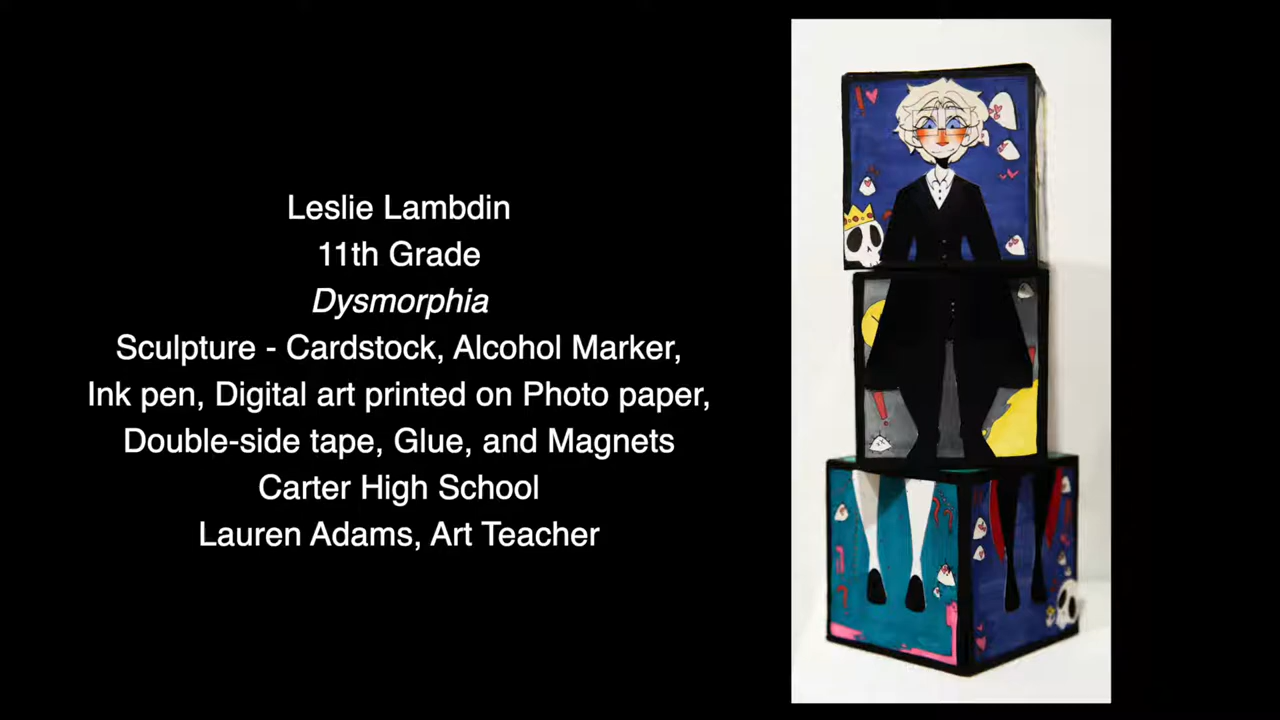 Leslie Lambdin
11th Grade
Dysmorphia
Sculpture - Cardstock, Alcohol Marker,
Ink pen, Digital art printed on Photo paper,
Double-side tape, Glue, and Magnets
Carter High School
Lauren Adams, Art Teacher